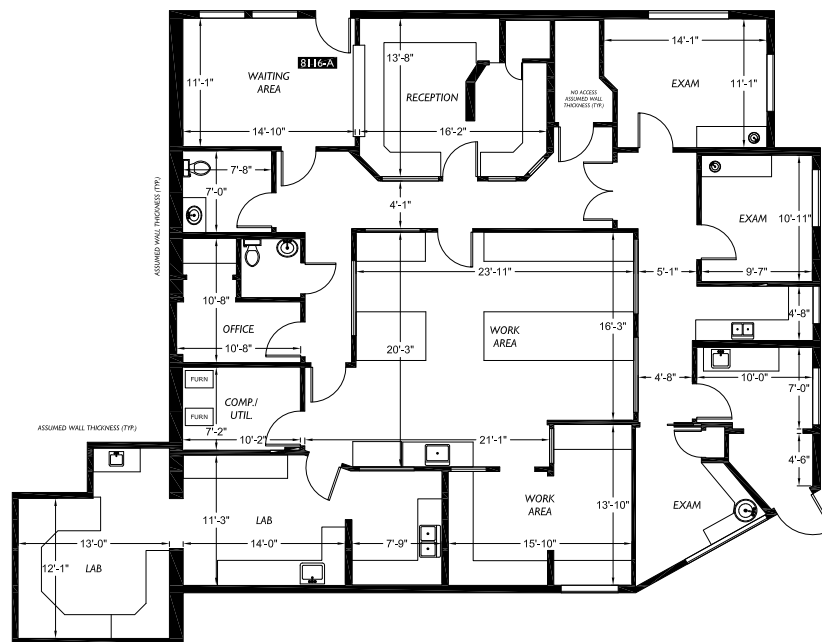 14'-1"
8116-A
13'-8"
WAITING
AREA
11'-1"
EXAM
11'-1"
RECEPTION
NO ACCESS
ASSUMED WALL
THICKNESS (TYP.)
14'-10"
16'-2"
7'-8"
7'-0"
4'-1"
EXAM
10'-11"
ASSUMED WALL THICKNESS (TYP.)
10'-8"
23'-11"
5'-1"
9'-7"
OFFICE
10'-8"
20'-3"
WORK
AREA
16'-3"
4'-8"
FURN
FURN
COMP./
UTIL.
7'-2"
10'-2"
4'-8"
10'-0"
7'-0"
ASSUMED WALL THICKNESS (TYP.)
21'-1"
4'-6"
11'-3"
LAB
WORK
AREA
13'-10"
EXAM
13'-0"
14'-0"
7'-9"
15'-10"
12'-1"
LAB